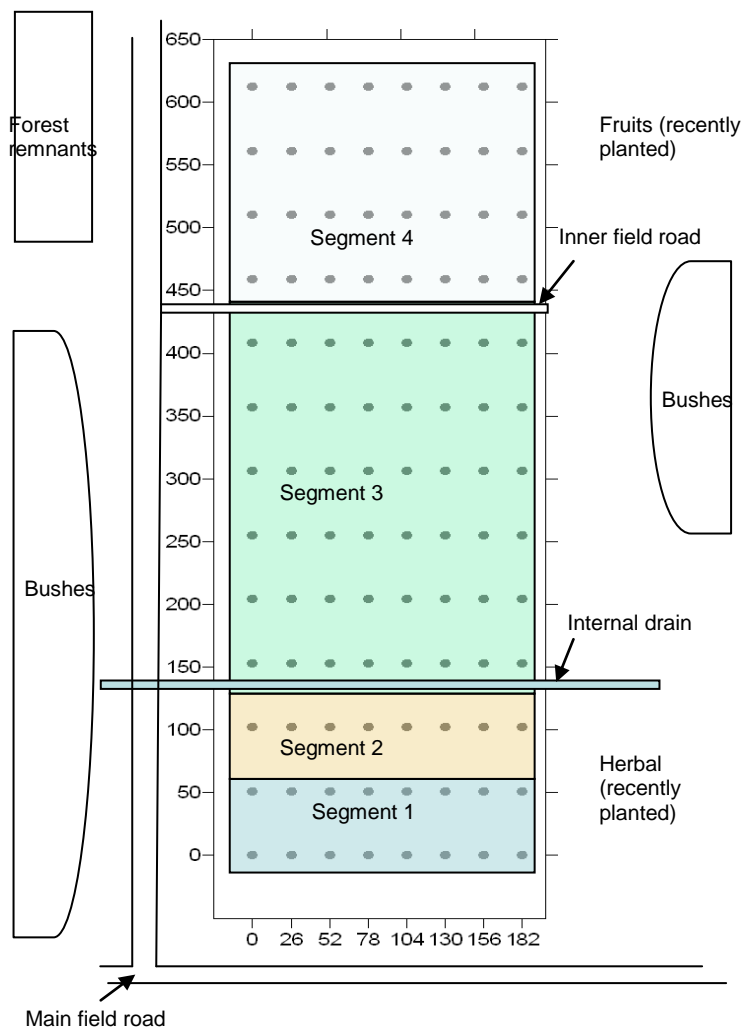 650
600
Forest
remnants
Fruits (recently
planted)
550
500
Segment 4
Inner field road
450
400
Bushes
350
300
Segment 3
250
Bushes
200
Internal drain
150
100
Segment 2
Herbal
(recently
planted)
50
Segment 1
0
0 26 52 78 104 130 156 182
Main field road